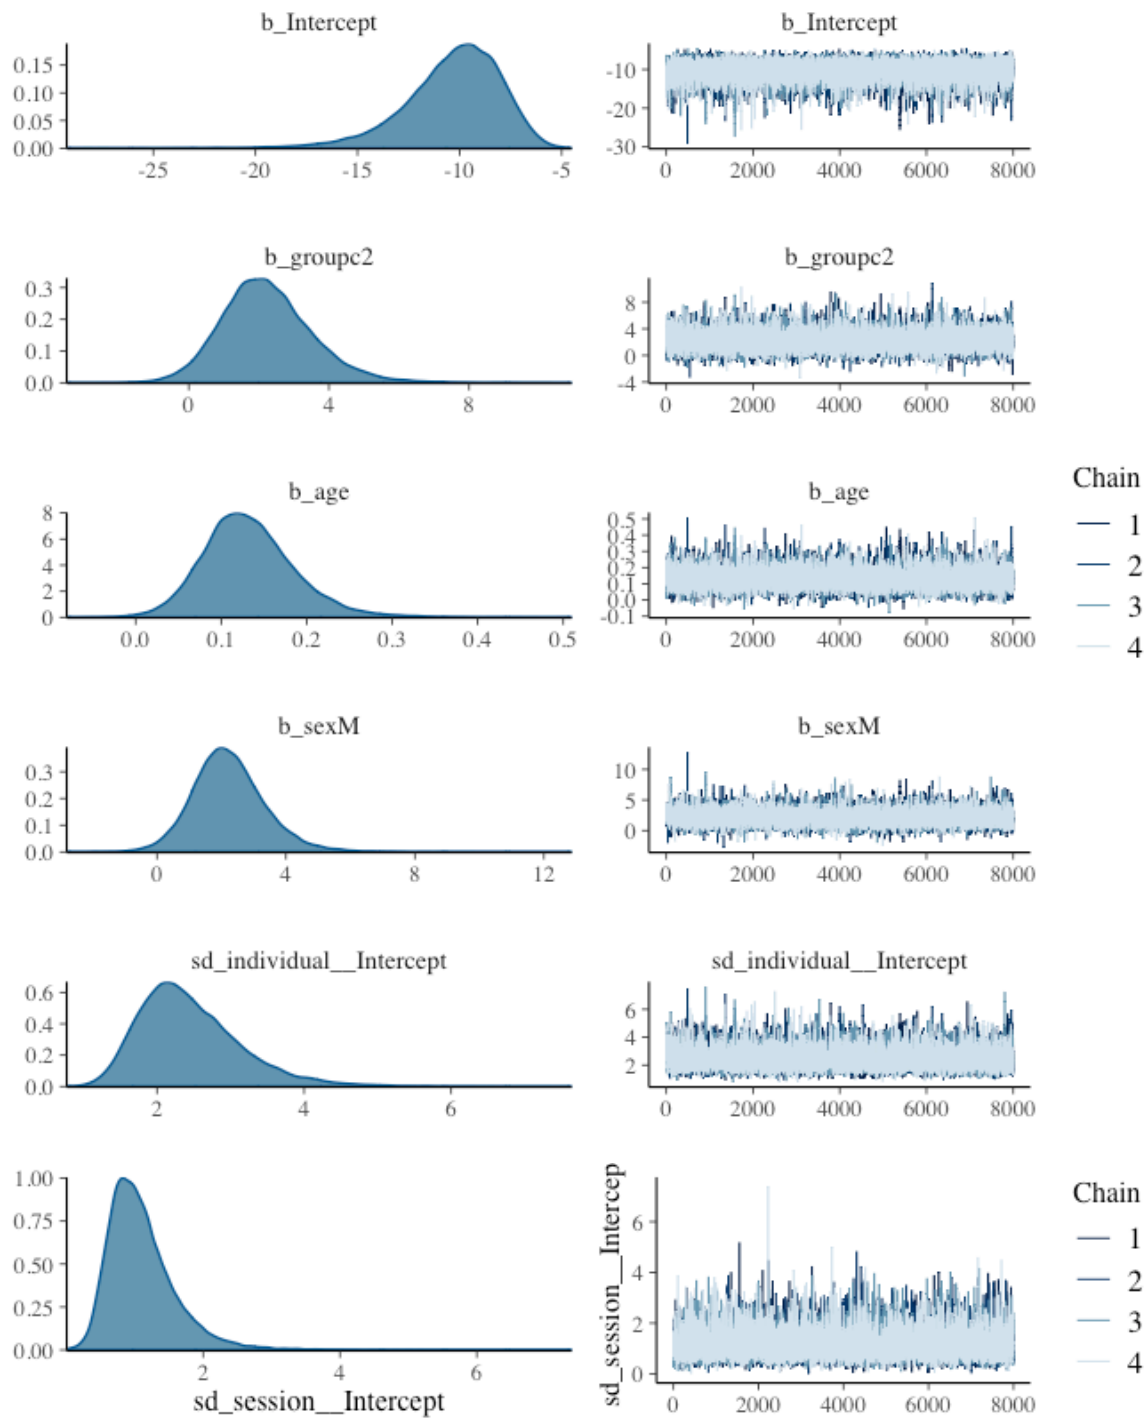 b_Intercept
0.15
0.10
0.05
0.00
-25 -20 -15 -10 -5
b_Intercept
-10
-20
-30
0 2000 4000 6000 8000
b_groupc2
0.3
0.2
0.1
0.0
0 4 8
b_groupc2
8
4
0
-4
0 2000 4000 6000 8000
b_age
8
6
4
2
0
0.0 0.1 0.2 0.3 0.4 0.5
b_age
0.5
0.4
0.3
0.2
0.1
0.0
-0.1
0 2000 4000 6000 8000
Chain
1
2
3
4
b_sexM
0.3
0.2
0.1
0.0
0 4 8 12
b_sexM
10
5
0
0 2000 4000 6000 8000
sd_individual__Intercept
0.6
0.4
0.2
0.0
2 4 6
sd_individual__Intercept
6
4
2
0 2000 4000 6000 8000
1.00
0.75
0.50
0.25
0.00
2 4 6
sd_session__Intercept
sd_session__Intercep
6
4
2
0
0 2000 4000 6000 8000
Chain
1
2
3
4